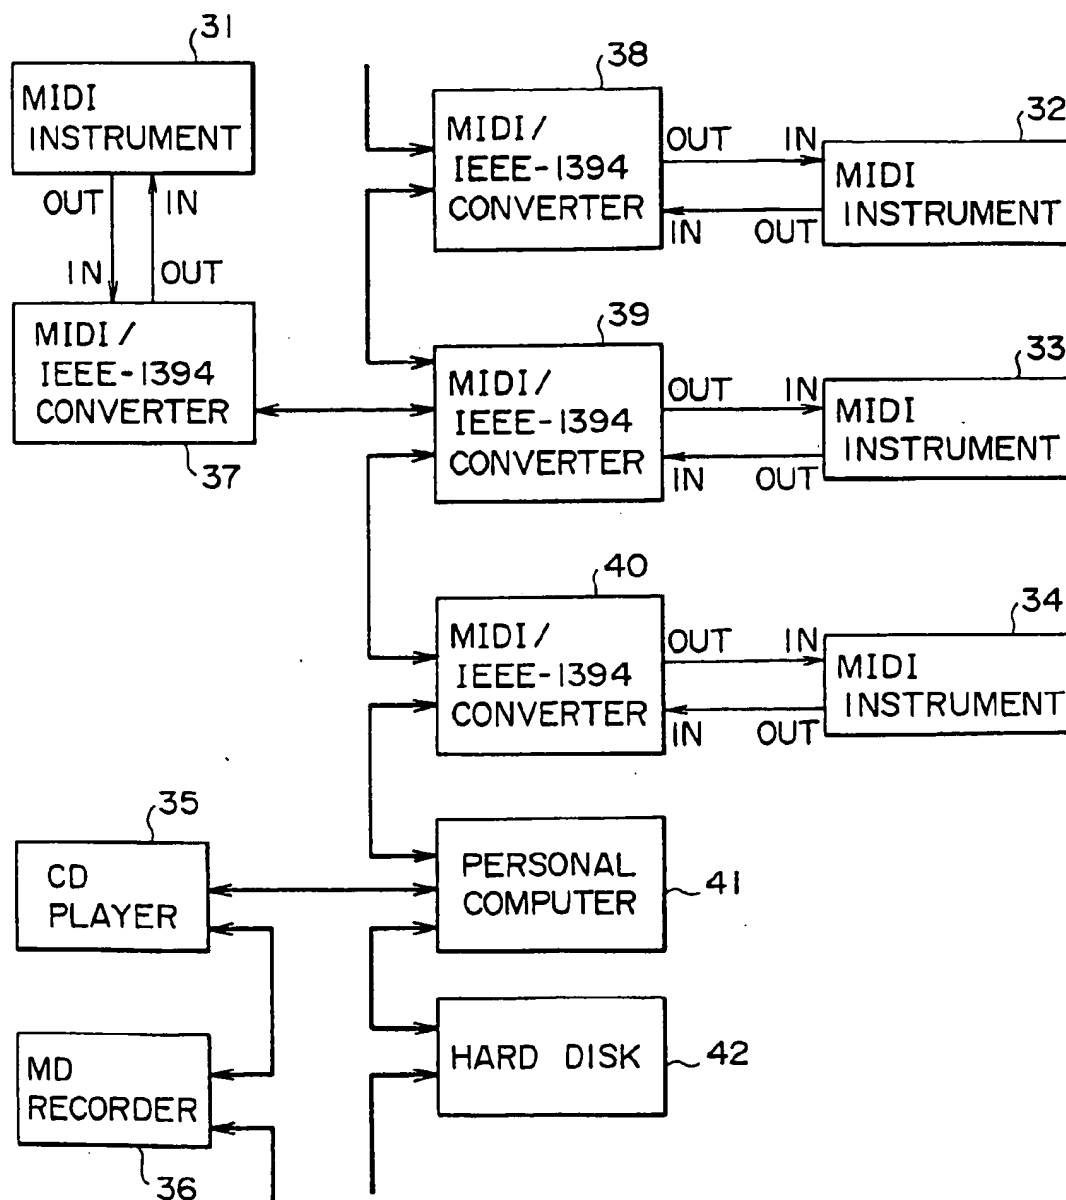 31
MIDI
INSTRUMENT
OUT
IN
IN
OUT
MIDI/
IEEE-1394
CONVERTER
37
38
MIDI/
IEEE-1394
CONVERTER
OUT
IN
IN
OUT
32
MIDI
INSTRUMENT
39
MIDI/
IEEE-1394
CONVERTER
OUT
IN
IN
OUT
33
MIDI
INSTRUMENT
40
MIDI/
IEEE-1394
CONVERTER
OUT
IN
IN
OUT
34
MIDI
INSTRUMENT
35
CD
PLAYER
PERSONAL
COMPUTER
41
MD
RECORDER
36
HARD DISK
42